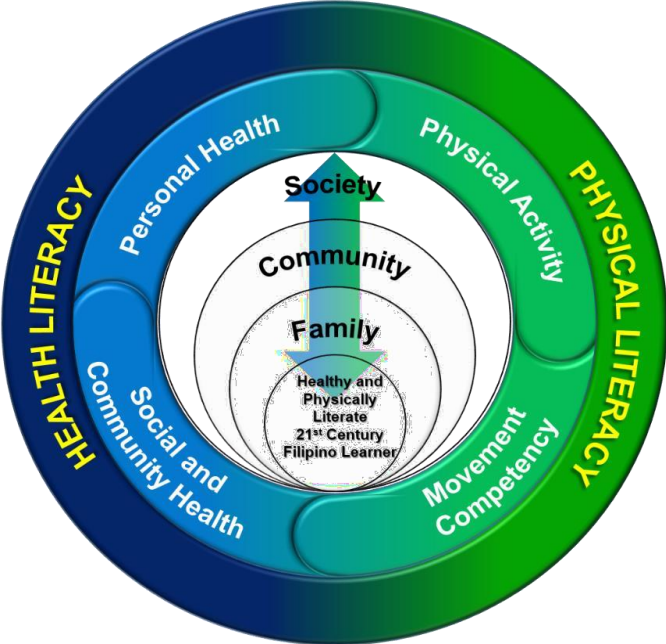 HEALTH LITERACY
PHYSICAL LITERACY
Personal Health
Physical Activity
Social and
Community Health
Movement
Competency
Society
Community
Family
Healthy and
Physically
Literate
21st Century
Filipino Learner